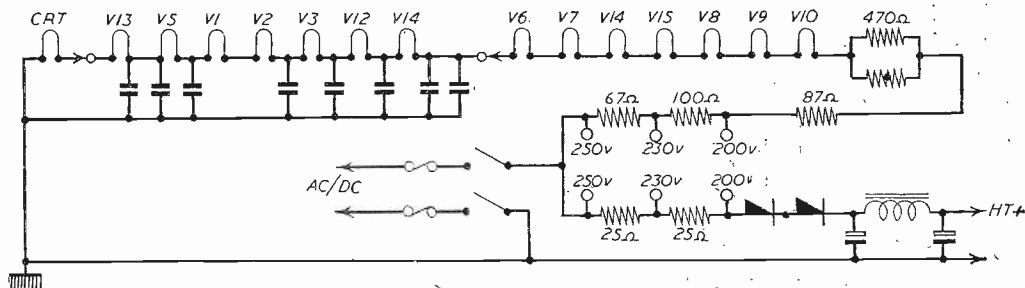 CRT V13 V5 V1 V2 V3 V12 V14 V6 V7 V14 V15 V8 V9 V10 470Ω
67Ω 100Ω 87Ω
250V 230V 200V
AC/DC
250V 230V 200V
25Ω 25Ω
HT+